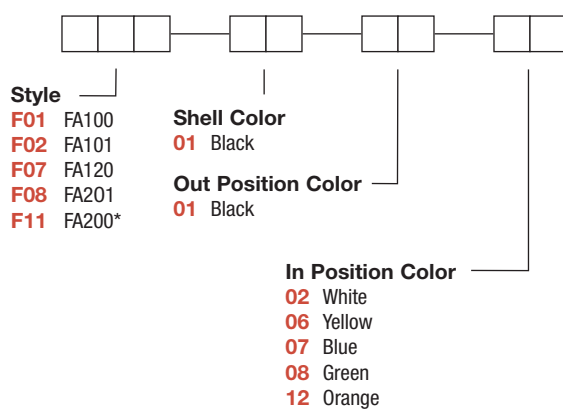 Style
F01 FA100
F02 FA101
F07 FA120
F08 FA201
F11 FA200*
Shell Color
01 Black
Out Position Color
01 Black
In Position Color
02 White
06 Yellow
07 Blue
08 Green
12 Orange